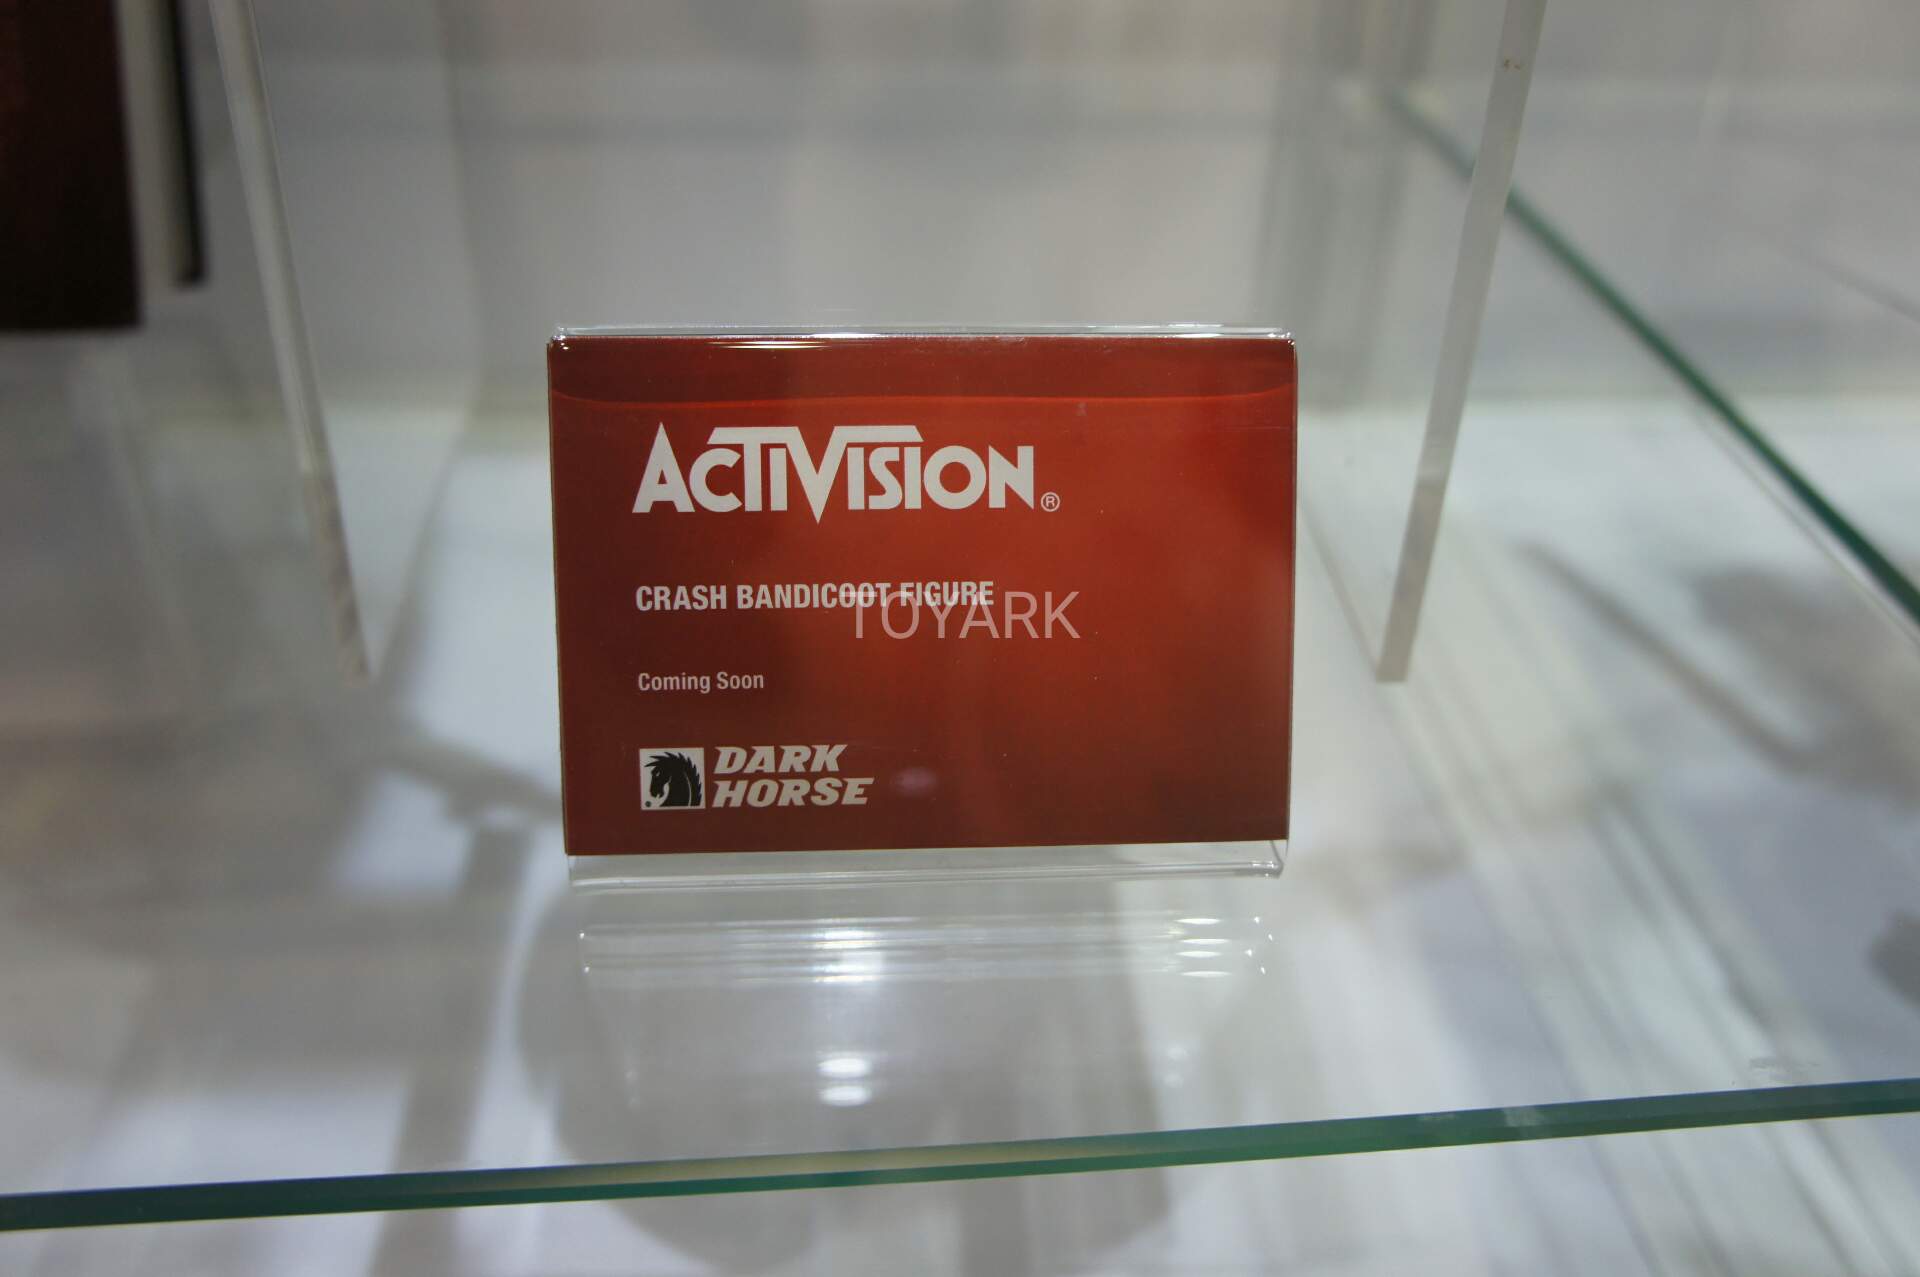 ACTIVISION®
CRASH BANDICOOT FIGURE
TOYARK
Coming Soon
DARK
HORSE